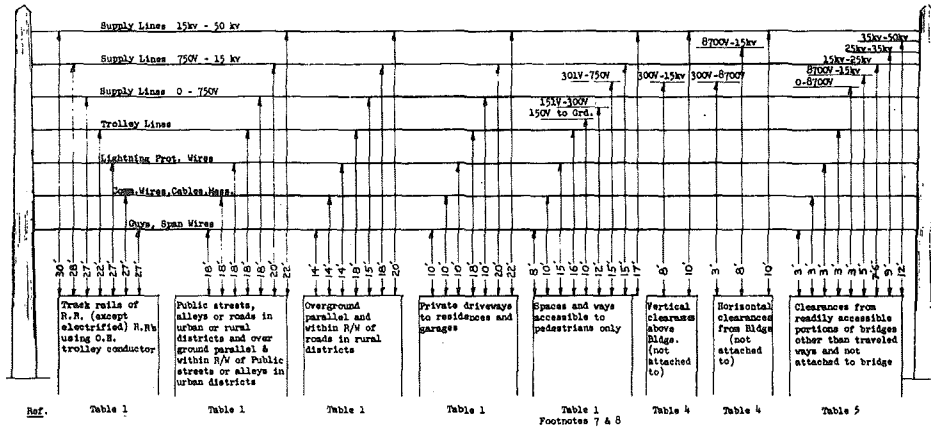 Supply Lines 15kv - 50 kv
35kv-50kv
8700V-15kv
25kv-35kv
Supply Lines 750V - 15 kv
15kv-25kv
301V-750V
300V-15kv
300V-8700V
8700V-15kv
0-8700V
Supply Lines 0 - 750V
151V-300V
150V to Grd.
Trolley Lines
Lightning Prot. Wires
Comm.Wires,Cables,Mess.
Guys, Span Wires
30' 28' 27' 22' 27' 27' 27'
18' 18' 18' 18' 18' 20' 22'
14' 14' 14' 18' 15' 18' 20'
10' 10' 10' 18' 10' 20' 22'
8' 10' 15' 16' 10' 12' 15' 15' 17'
8' 10'
3' 8' 10'
3' 3' 3' 3' 3' 5' 7-6" 9' 12'
Track rails of
R.R. (except
electrified) R.R's
using O.H.
trolley conductor
Public streets,
alleys or roads in
urban or rural
districts and over
ground parallel &
within R/W of Public
streets or alleys in
urban districts
Overground
parallel and
within R/W of
roads in rural
districts
Private driveways
to residences and
garages
Spaces and ways
accessible to
pedestrians only
Vertical
clearances
above
Bldgs.
(not
attached
to)
Horizontal
clearances
from Bldgs
(not
attached
to)
Clearances from
readily accessible
portions of bridges
other than traveled
ways and not
attached to bridge
Ref.
Table 1
Table 1
Table 1
Table 1
Table 1
Footnotes 7 & 8
Table 4
Table 4
Table 5